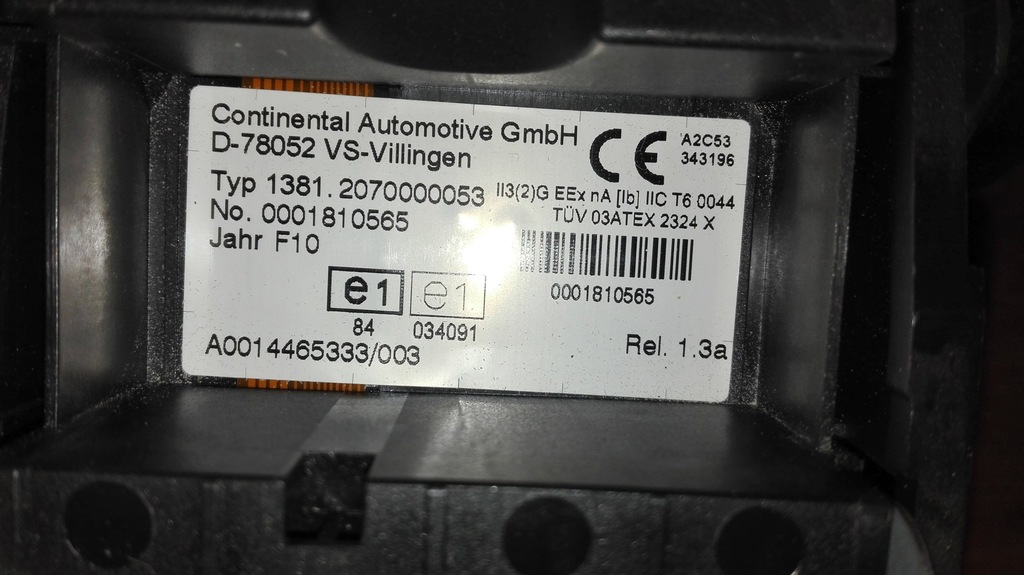 Continental Automotive GmbH
D-78052 VS-Villingen
CE
A2C53
343196
Typ 1381.2070000053
II3(2)G EEx nA [Ib] IIC T6 0044
No. 0001810565
TÜV 03ATEX 2324 X
Jahr F10
0001810565
e1
e1
84
034091
A0014465333/003
Rel. 1.3a